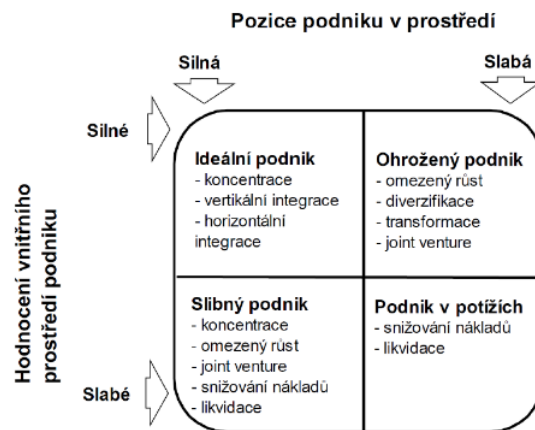 Pozice podniku v prostředí
Silná
Slabá
Silné
Hodnocení vnitřního
prostředí podniku
Ideální podnik
- koncentrace
- vertikální integrace
- horizontální
integrace
Ohrožený podnik
- omezený růst
- diverzifikace
- transformace
- joint venture
Slibný podnik
- koncentrace
- omezený růst
- joint venture
- snižování nákladů
- likvidace
Podnik v potížích
- snižování nákladů
- likvidace
Slabé